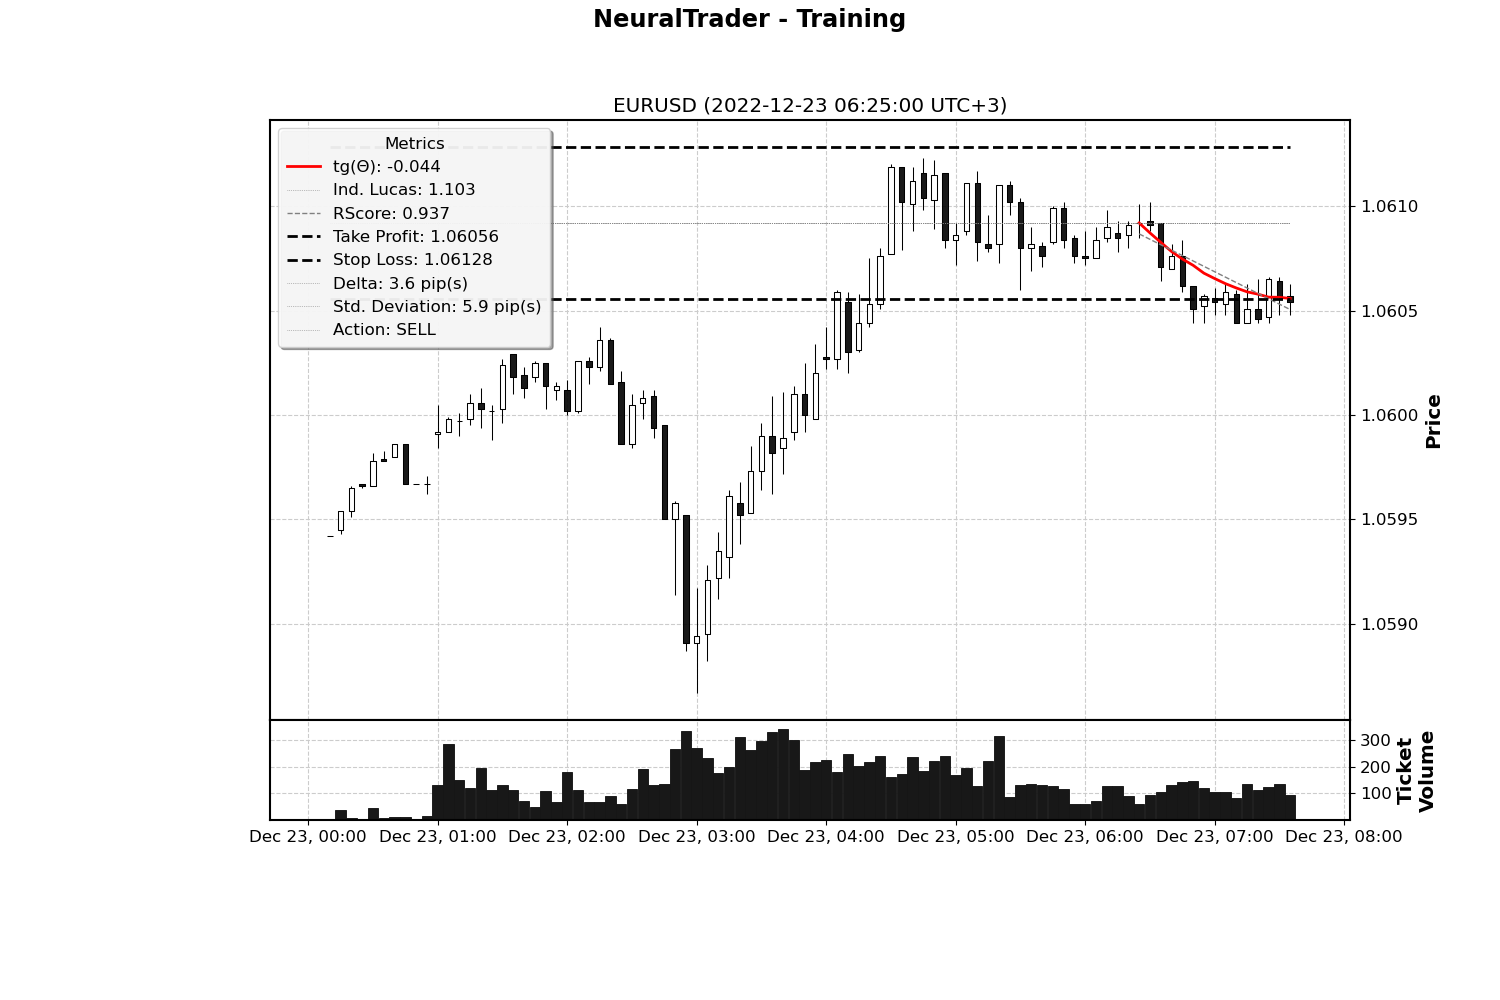 NeuralTrader - Training
EURUSD (2022-12-23 06:25:00 UTC+3)
Metrics
tg(Θ): -0.044
Ind. Lucas: 1.103
RScore: 0.937
Take Profit: 1.06056
Stop Loss: 1.06128
Delta: 3.6 pip(s)
Std. Deviation: 5.9 pip(s)
Action: SELL
1.0610
1.0605
1.0600
1.0595
1.0590
Price
300
200
100
Ticket
Volume
Dec 23, 00:00 Dec 23, 01:00 Dec 23, 02:00 Dec 23, 03:00 Dec 23, 04:00 Dec 23, 05:00 Dec 23, 06:00 Dec 23, 07:00 Dec 23, 08:00